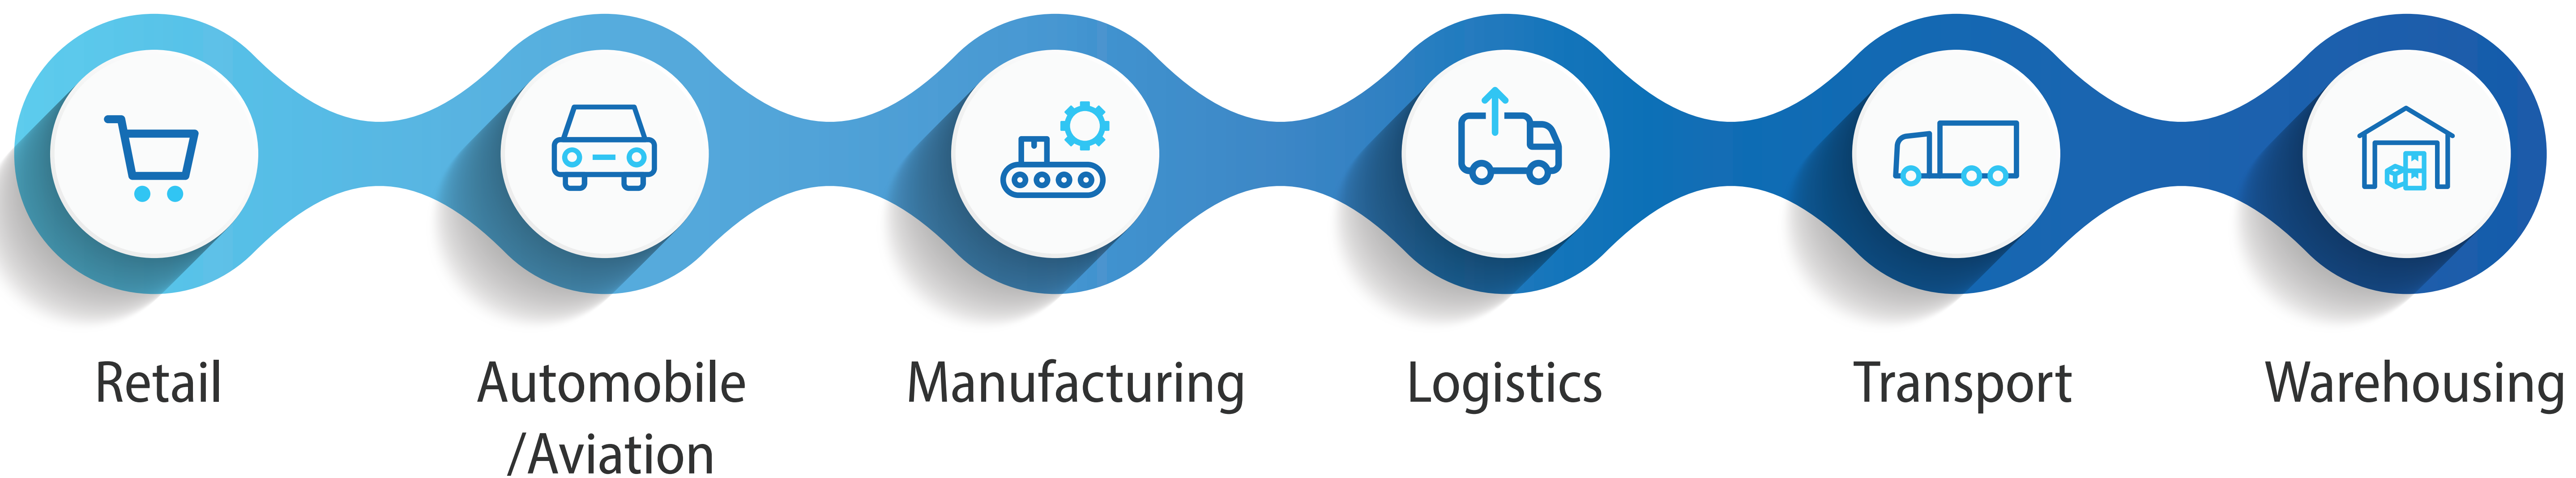 Retail
Automobile
/Aviation
Manufacturing
Logistics
Transport
Warehousing